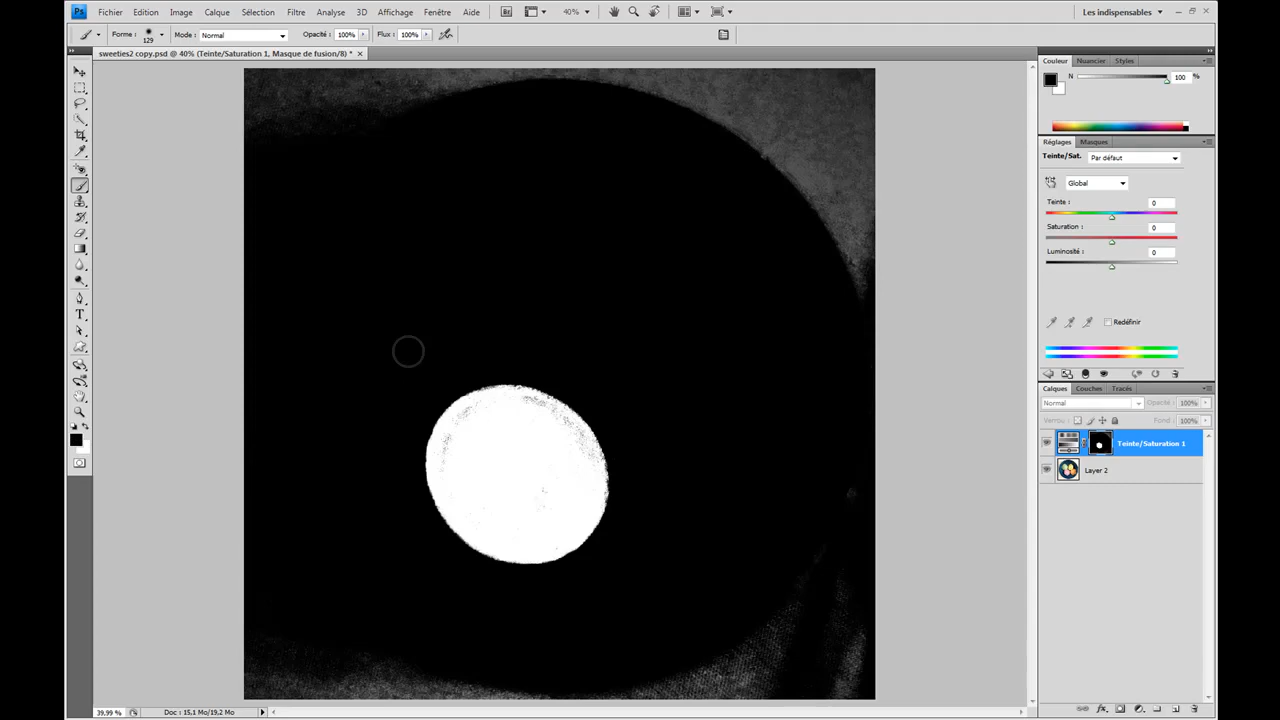 Ps Fichier Edition Image Calque Sélection Filtre Analyse 3D Affichage Fenêtre Aide Br 40% Les indispensables
Forme : 129 Mode : Normal Opacité : 100% Flux : 100%
sweeties2 copy.psd @ 40% (Teinte/Saturation 1, Masque de fusion/8) *
Couleur Nuancier Styles
N 100 %
Réglages Masques
Teinte/Sat. Par défaut
Global
Teinte : 0
Saturation : 0
Luminosité : 0
Redéfinir
Calques Couches Tracés
Normal Opacité : 100%
Verrou : Fond : 100%
Teinte/Saturation 1
Layer 2
39,99 % Doc : 15,1 Mo/19,2 Mo